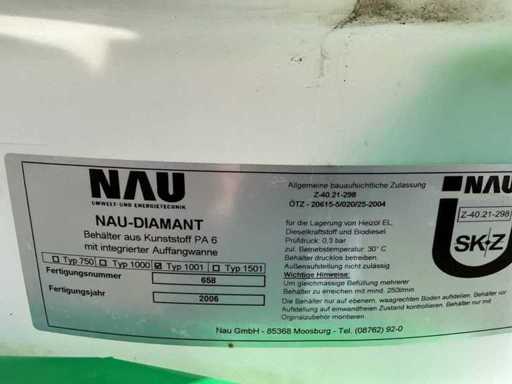 NAU
UMWELT- UND ENERGIETECHNIK
NAU-DIAMANT
Behälter aus Kunststoff PA 6
mit integrierter Auffangwanne
Typ 750 Typ 1000 Typ 1001 Typ 1501
Fertigungsnummer 658
Fertigungsjahr 2006
Allgemeine bauaufsichtliche Zulassung
Z-40.21-298
ÖTZ - 20615-5/020/25-2004
für die Lagerung von Heizöl EL,
Dieselkraftstoff und Biodiesel
Prüfdruck: 0,3 bar
zul. Betriebstemperatur: 30° C
Behälter drucklos betreiben.
Außenaufstellung nicht zulässig
Wichtige Hinweise:
Um gleichmässige Befüllung mehrerer
Behälter zu erreichen mit mind. 250l/min
Die Behälter nur auf ebenem, waagrechten Boden aufstellen. Behälter vor
Aufstellung auf einwandfreien Zustand kontrollieren. Behälter nur mit
Orginalzubehör montieren.
NAU
Z-40.21-298
SKZ
Nau GmbH - 85368 Moosburg - Tel. (08762) 92-0